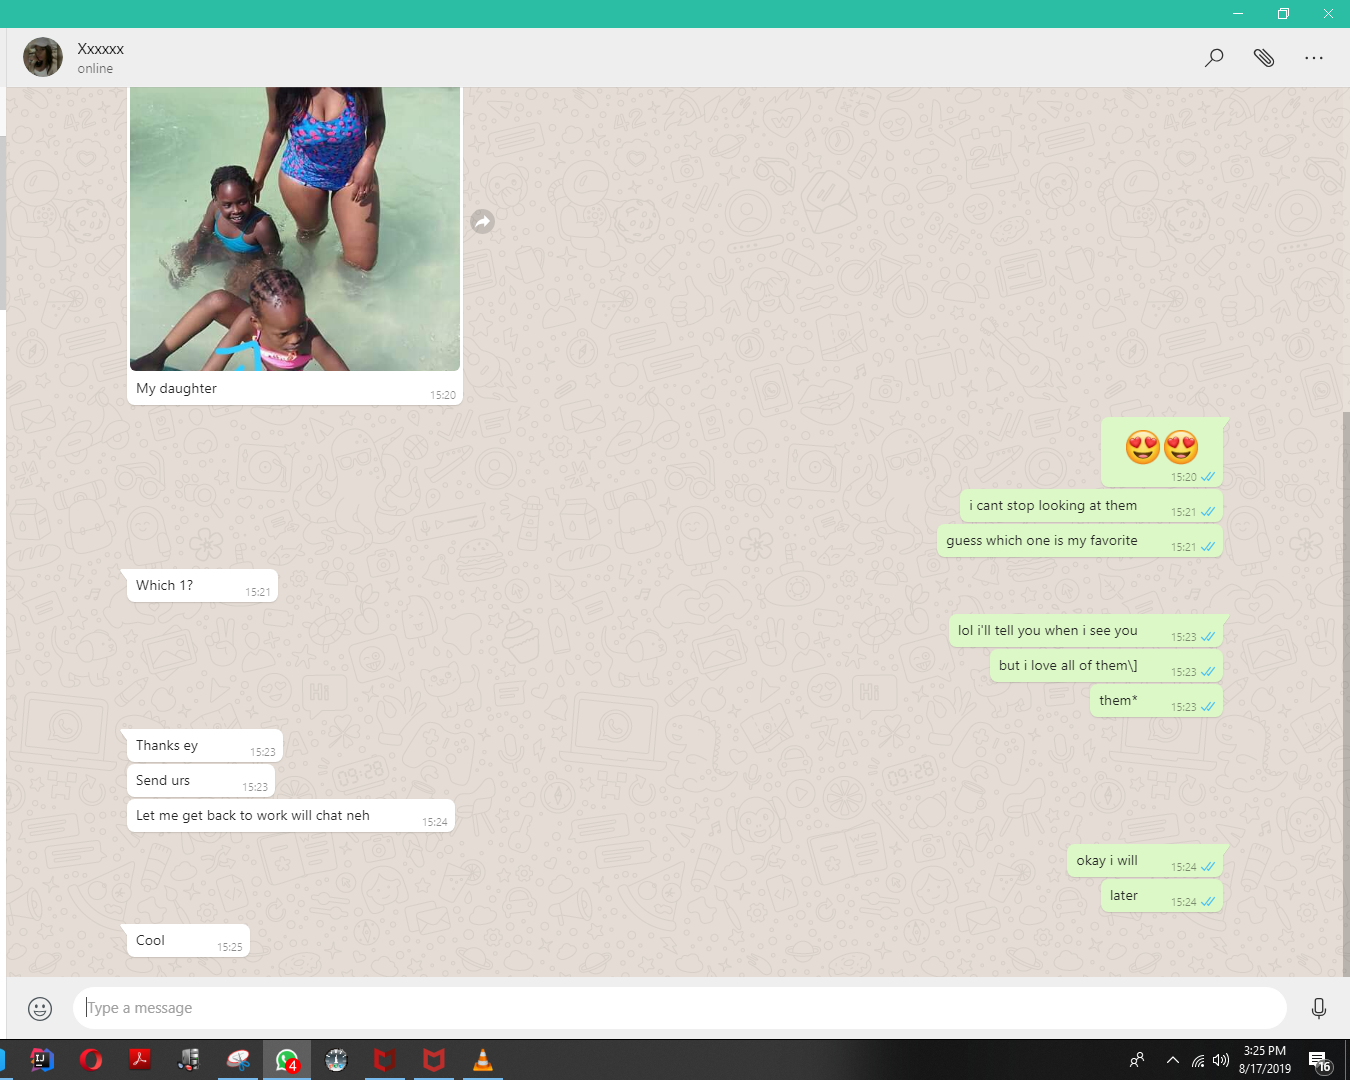 Xxxxxx
online
My daughter
15:20
😍😍
15:20
i cant stop looking at them
15:21
guess which one is my favorite
15:21
Which 1?
15:21
lol i'll tell you when i see you
15:23
but i love all of them\]
15:23
them*
15:23
Thanks ey
15:23
Send urs
15:23
Let me get back to work will chat neh
15:24
okay i will
15:24
later
15:24
Cool
15:25
Type a message
IJ
4
3:25 PM
8/17/2019
16